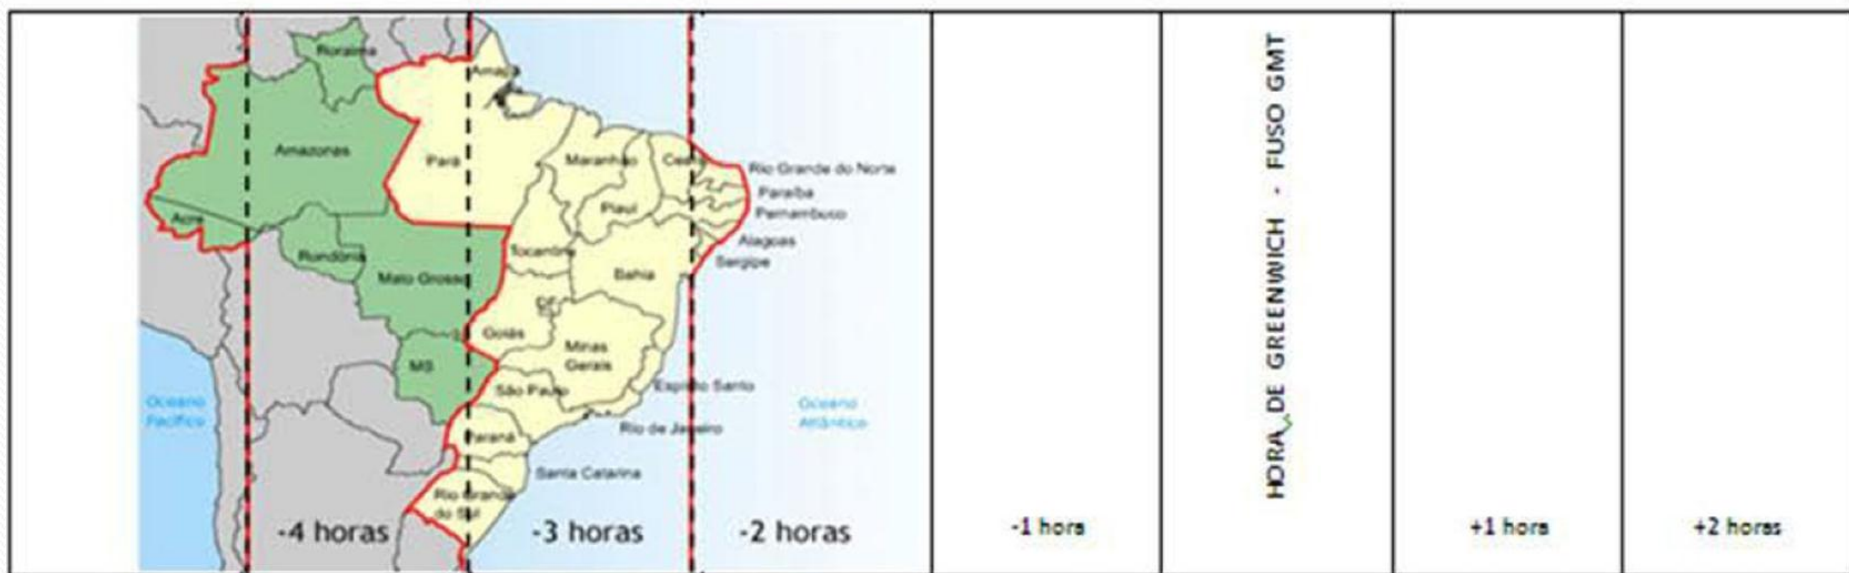 Roraima
Amapá
Amazonas
Pará
Maranhão
Ceará
Rio Grande do Norte
Paraíba
Pernambuco
Acre
Piauí
Alagoas
Sergipe
Rondônia
Tocantins
Mato Grosso
Bahia
DF
Goiás
Minas
Gerais
MS
São Paulo
Espírito Santo
Rio de Janeiro
Paraná
Santa Catarina
Rio Grande
do Sul
Oceano
Pacífico
Oceano
Atlântico
-4 horas
-3 horas
-2 horas
-1 hora
HORA DE GREENWICH - FUSO GMT
+1 hora
+2 horas